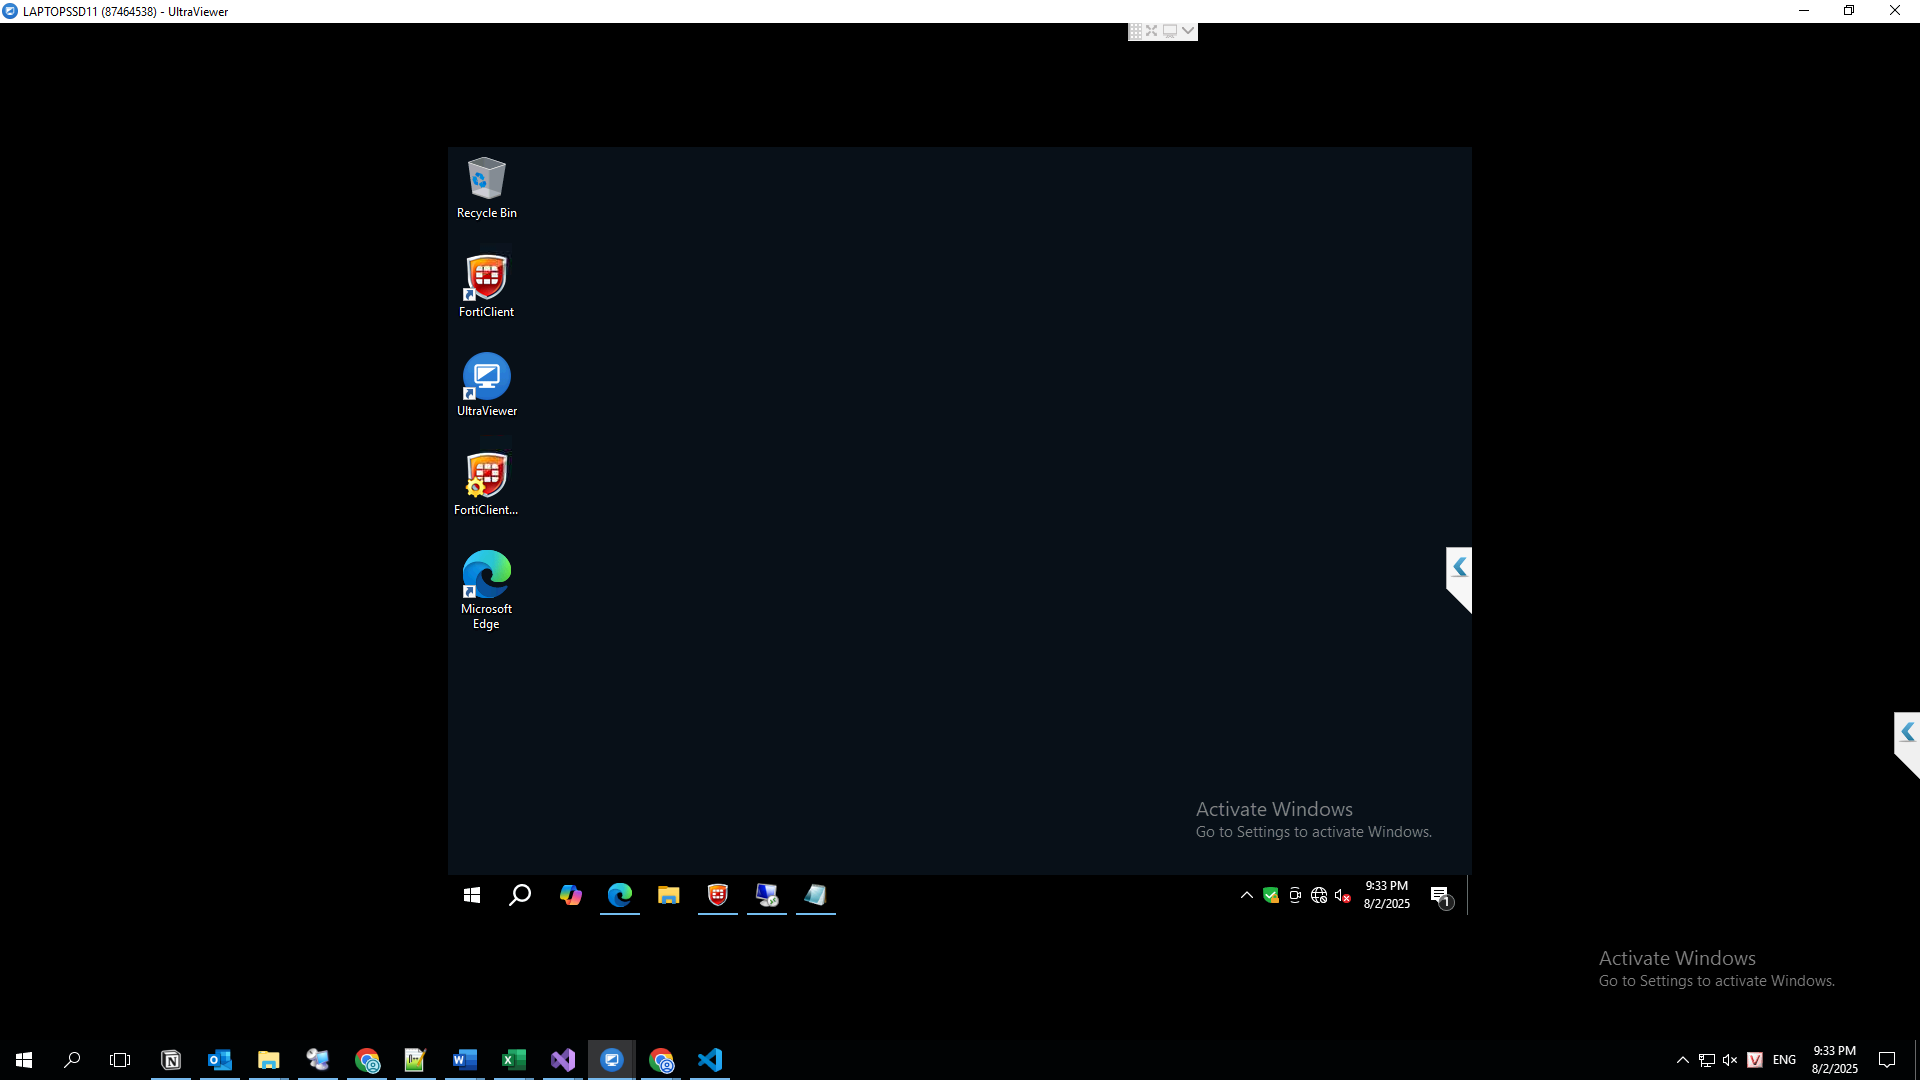 LAPTOPSSD11 (87464538) - UltraViewer
Recycle Bin
FortiClient
UltraViewer
FortiClient...
Microsoft
Edge
Activate Windows
Go to Settings to activate Windows.
9:33 PM
8/2/2025
1
Activate Windows
Go to Settings to activate Windows.
ENG
9:33 PM
8/2/2025